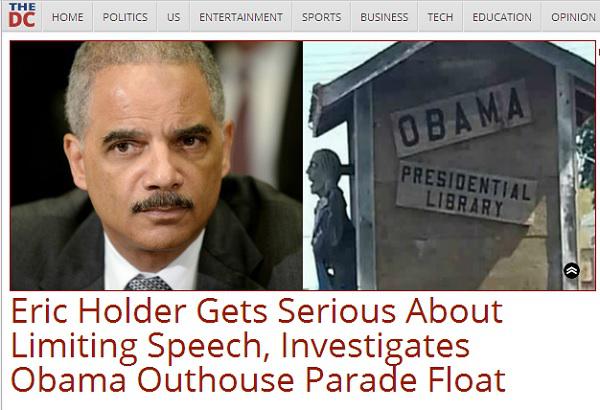 THE
DC
HOME POLITICS US ENTERTAINMENT SPORTS BUSINESS TECH EDUCATION OPINION
OBAMA
PRESIDENTIAL
LIBRARY
Eric Holder Gets Serious About
Limiting Speech, Investigates
Obama Outhouse Parade Float